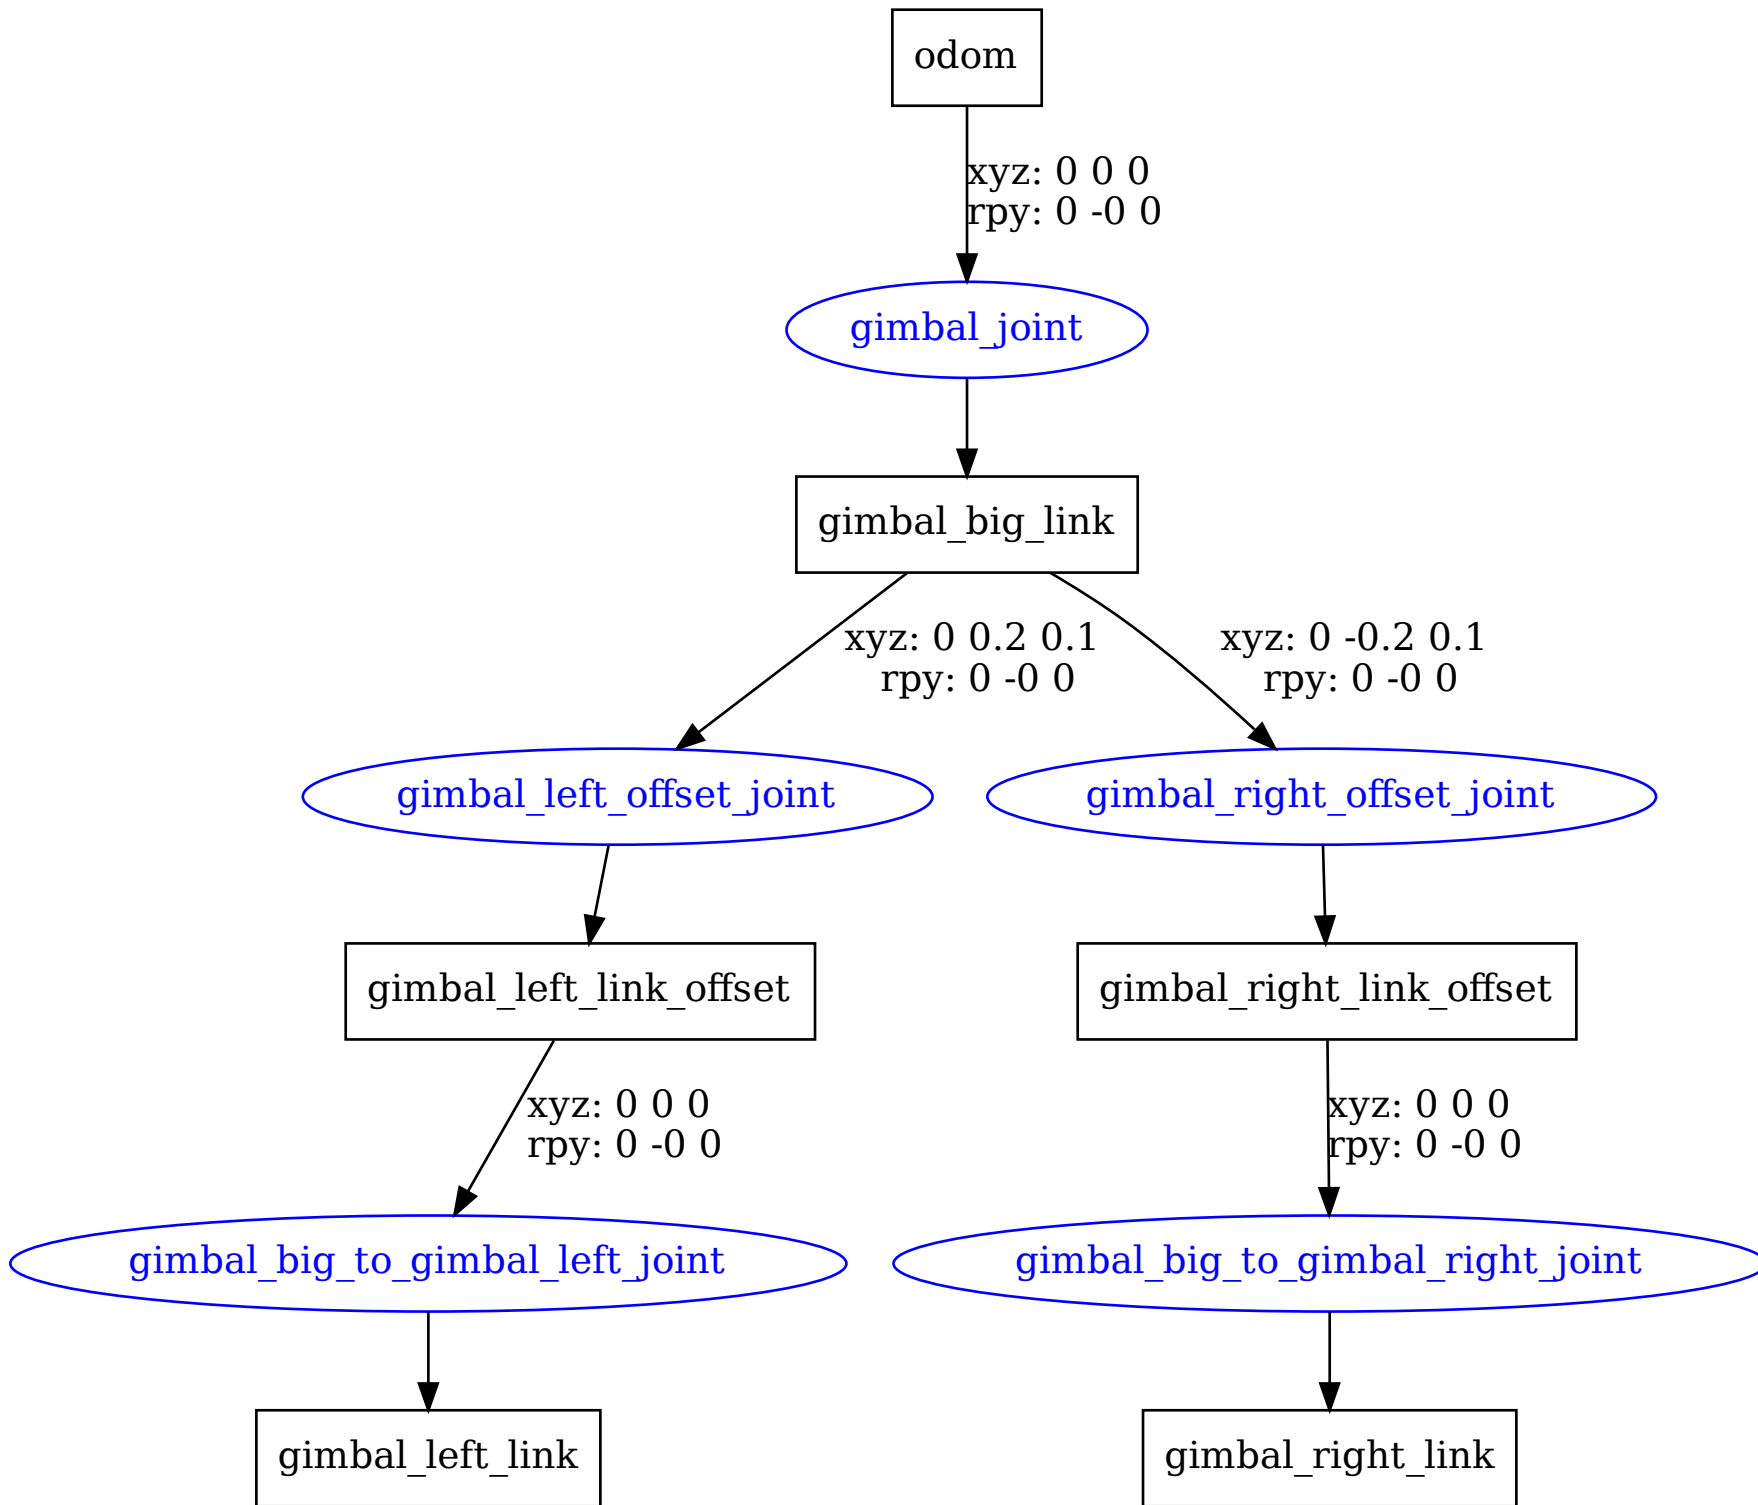 odom
xyz: 0 0 0
rpy: 0 -0 0
gimbal_joint
gimbal_big_link
xyz: 0 0.2 0.1
rpy: 0 -0 0
xyz: 0 -0.2 0.1
rpy: 0 -0 0
gimbal_left_offset_joint
gimbal_right_offset_joint
gimbal_left_link_offset
gimbal_right_link_offset
xyz: 0 0 0
rpy: 0 -0 0
xyz: 0 0 0
rpy: 0 -0 0
gimbal_big_to_gimbal_left_joint
gimbal_big_to_gimbal_right_joint
gimbal_left_link
gimbal_right_link